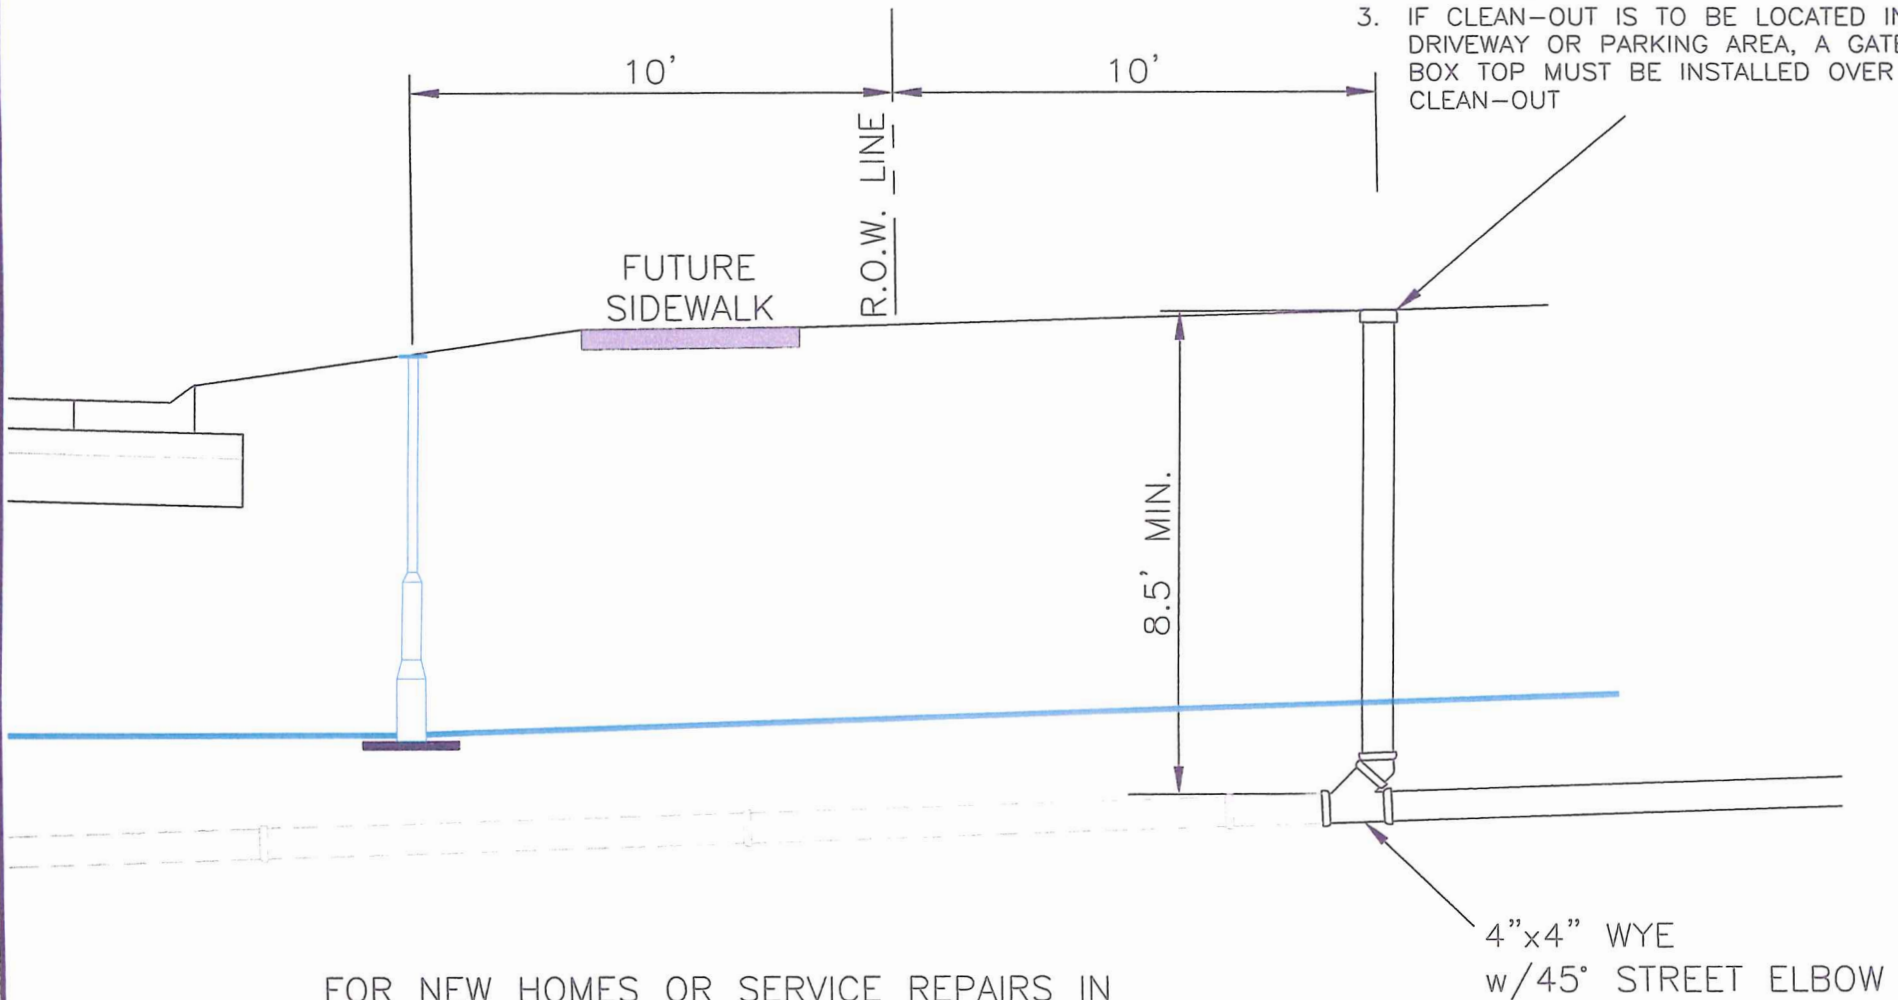 3. IF CLEAN-OUT IS TO BE LOCATED IN
DRIVEWAY OR PARKING AREA, A GATE
BOX TOP MUST BE INSTALLED OVER
CLEAN-OUT
10'
10'
R.O.W. LINE
FUTURE
SIDEWALK
8.5' MIN.
4"x4" WYE
w/45° STREET ELBOW
FOR NEW HOMES OR SERVICE REPAIRS IN